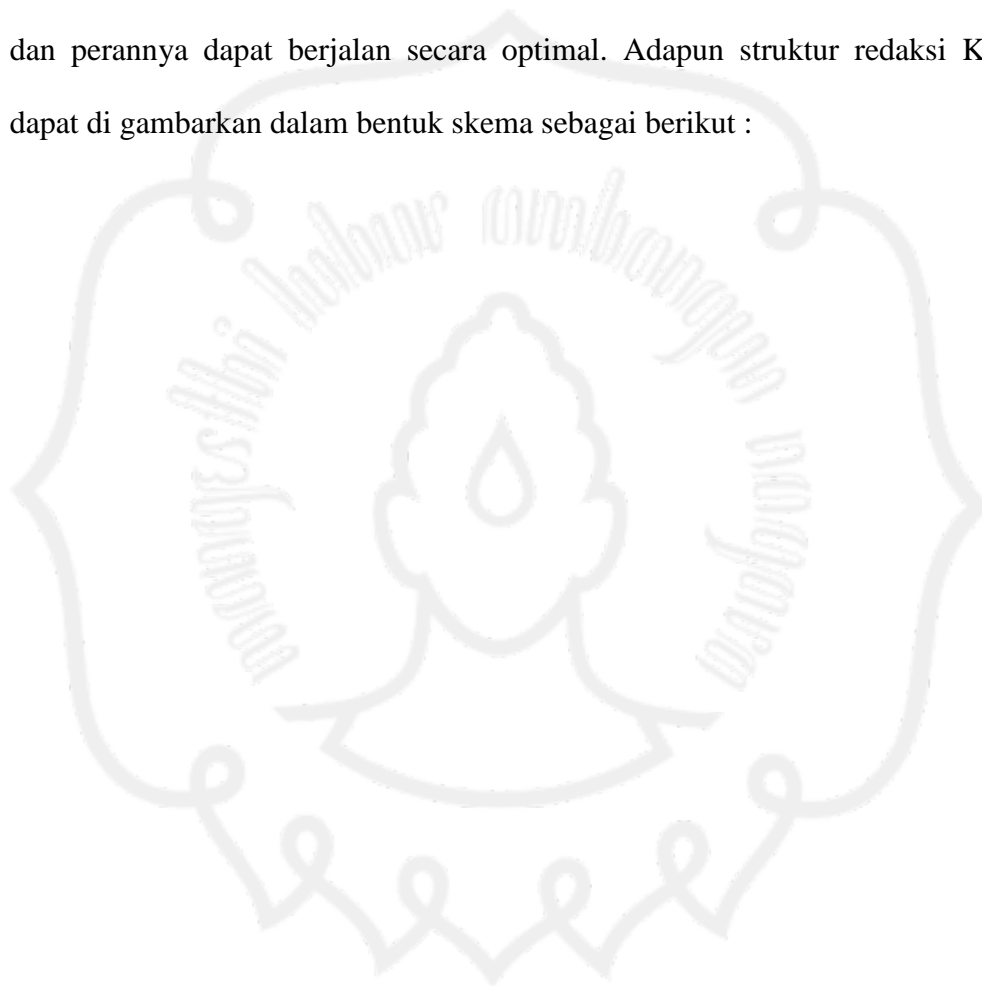 dan perannya dapat berjalan secara optimal. Adapun struktur redaksi K
dapat di gambarkan dalam bentuk skema sebagai berikut :